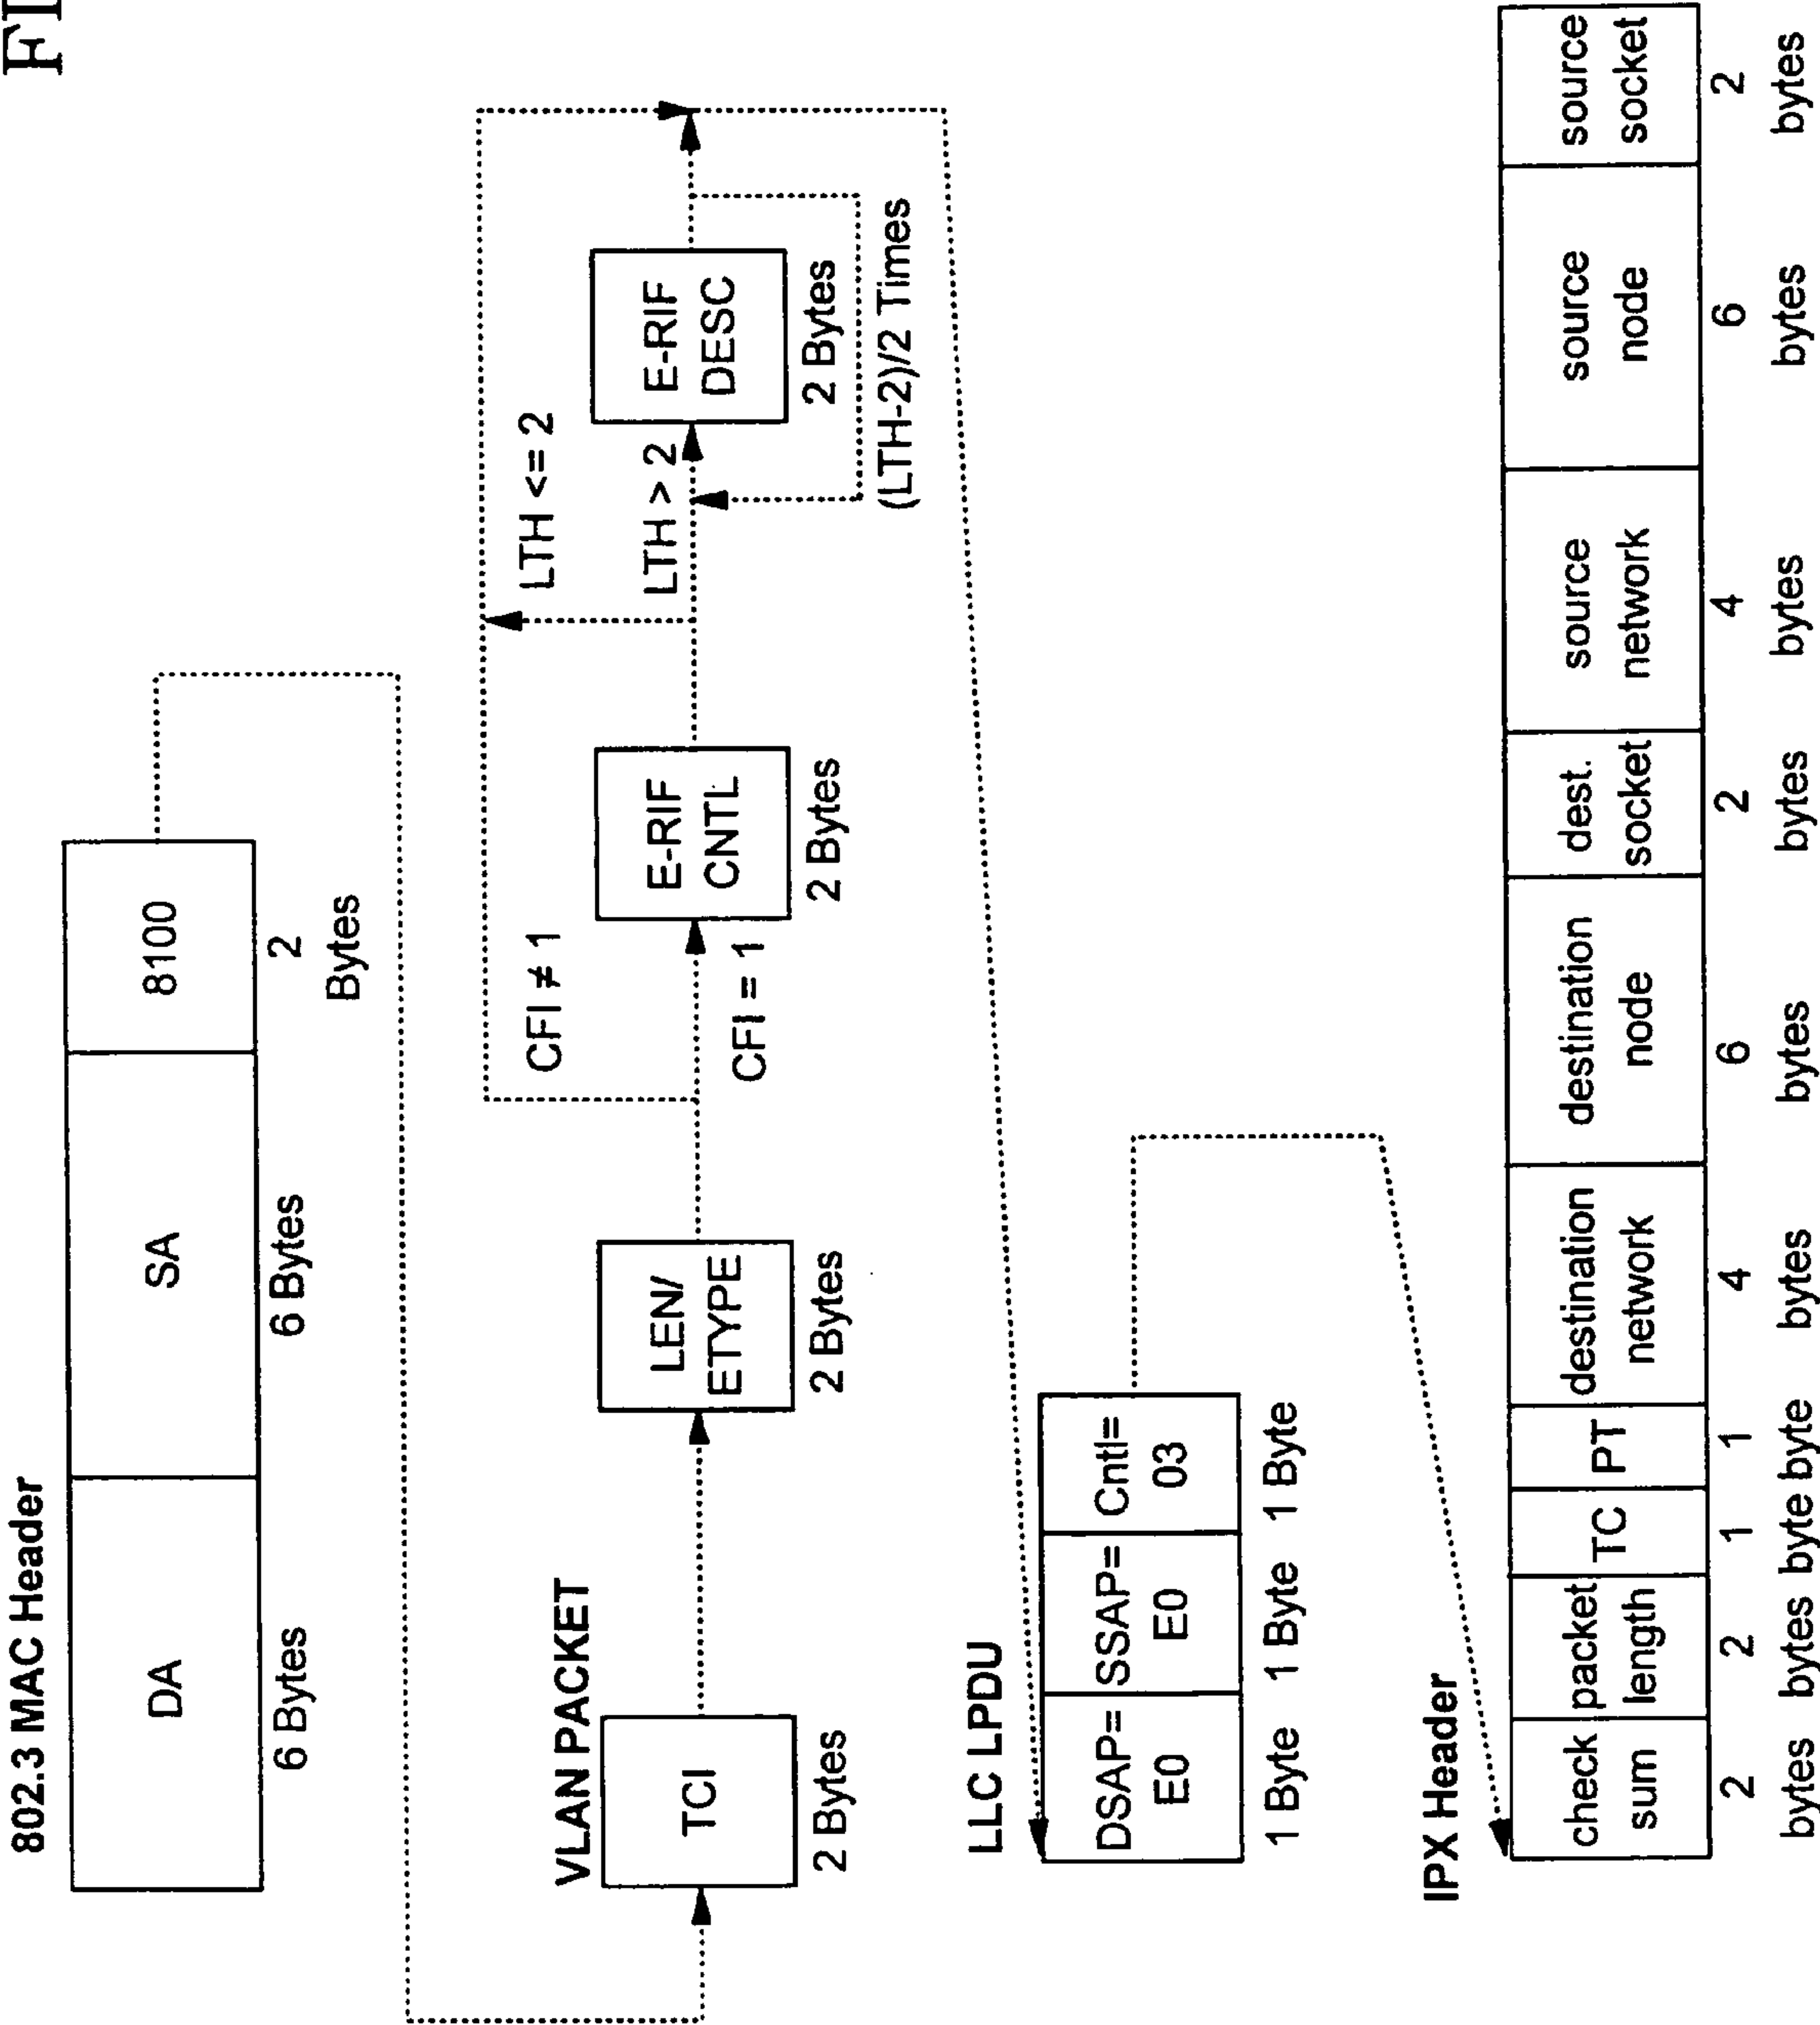 FI
802.3 MAC Header
DA
SA
8100
6 Bytes
6 Bytes
2
Bytes
VLAN PACKET
TCI
2 Bytes
LEN/
ETYPE
2 Bytes
CFI ≠ 1
CFI = 1
E-RIF
CNTL
2 Bytes
LTH <= 2
LTH > 2
E-RIF
DESC
2 Bytes
(LTH-2)/2 Times
LLC LPDU
DSAP=
E0
SSAP=
E0
Cntl=
03
1 Byte 1 Byte 1 Byte
IPX Header
check
sum
packet
length
TC
PT
destination
network
destination
node
dest.
socket
source
network
source
node
source
socket
2 2 1 1 4 6 2 4 6 2
bytes bytes byte byte bytes bytes bytes bytes bytes bytes